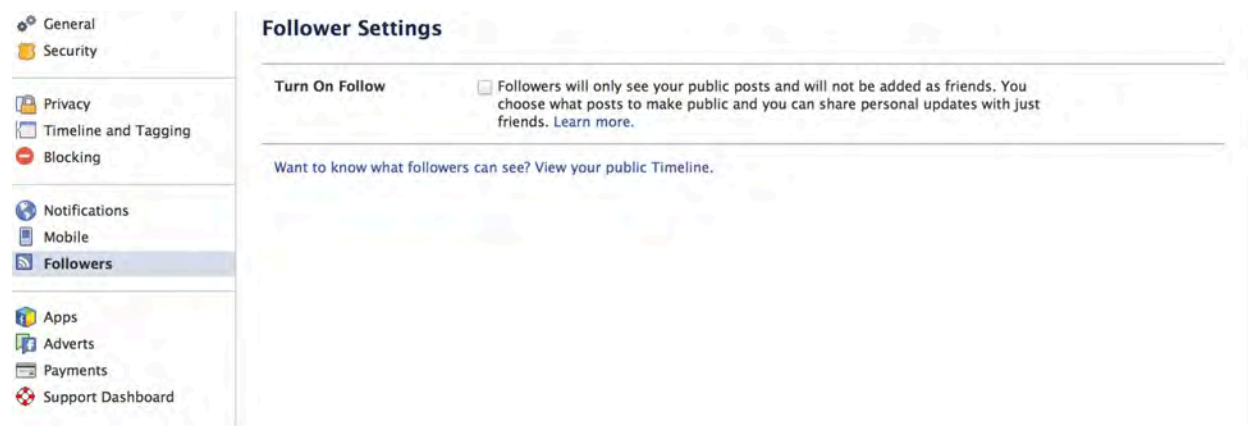 General
Security
Privacy
Timeline and Tagging
Blocking
Notifications
Mobile
Followers
Apps
Adverts
Payments
Support Dashboard
Follower Settings
Turn On Follow
Followers will only see your public posts and will not be added as friends. You
choose what posts to make public and you can share personal updates with just
friends. Learn more.
Want to know what followers can see? View your public Timeline.